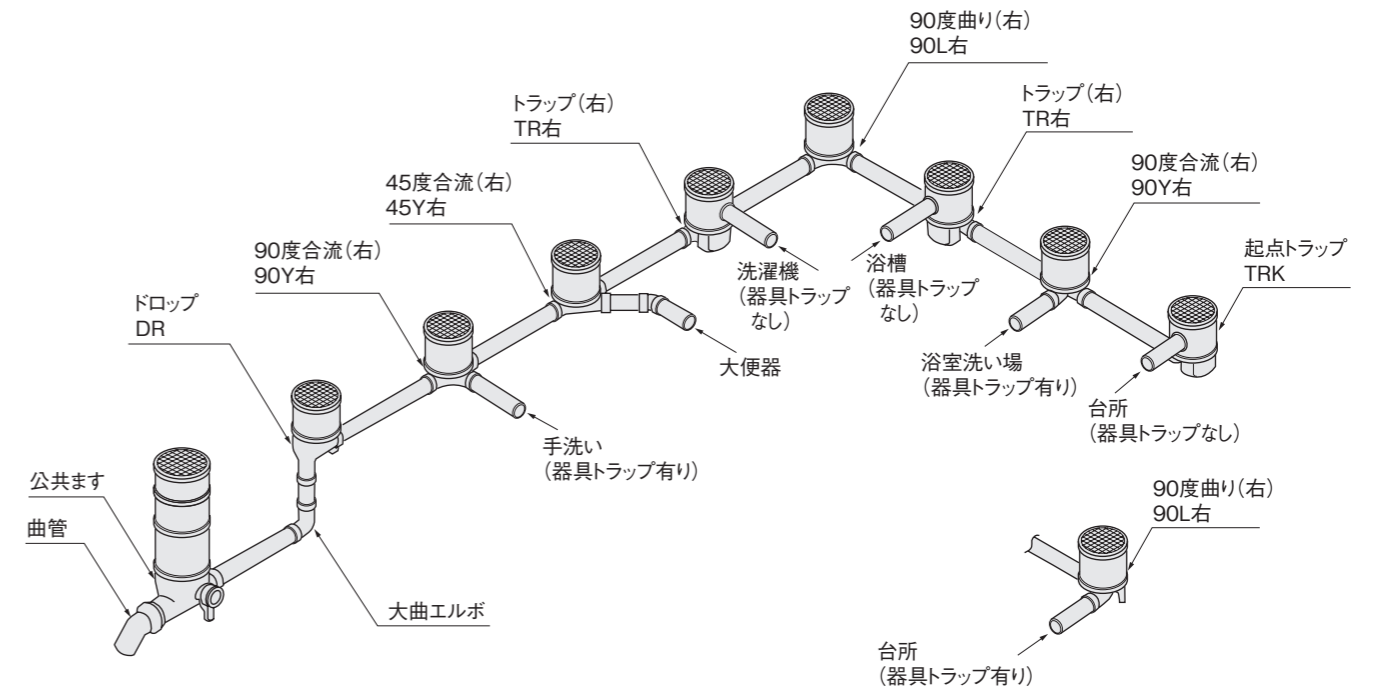 90度曲り(右)
90L右
トラップ(右)
TR右
トラップ(右)
TR右
90度合流(右)
90Y右
45度合流(右)
45Y右
起点トラップ
TRK
90度合流(右)
90Y右
ドロップ
DR
洗濯機
(器具トラップ
なし)
浴槽
(器具トラップ
なし)
大便器
浴室洗い場
(器具トラップ有り)
台所
(器具トラップなし)
手洗い
(器具トラップ有り)
公共ます
曲管
大曲エルボ
90度曲り(右)
90L右
台所
(器具トラップ有り)